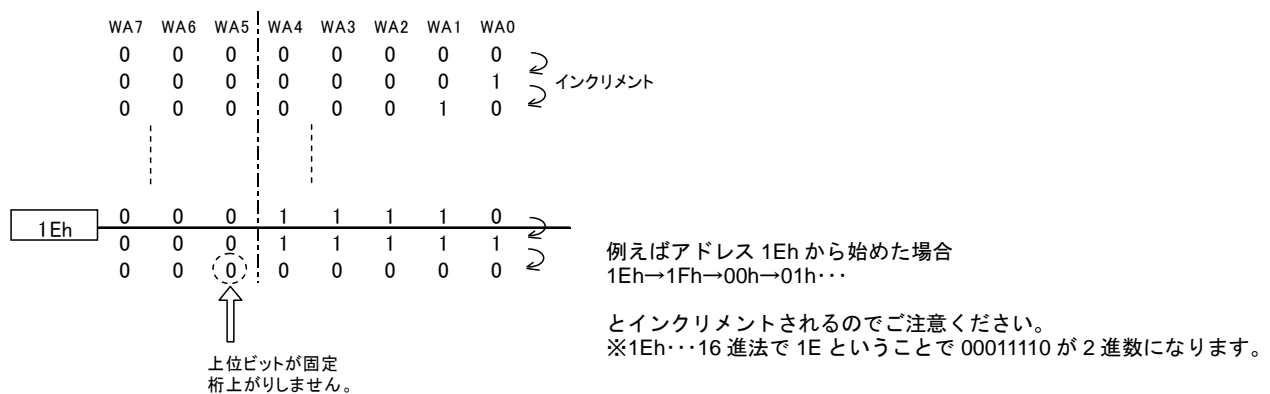 WA7 WA6 WA5 WA4 WA3 WA2 WA1 WA0
0 0 0 0 0 0 0 0
0 0 0 0 0 0 0 1
インクリメント
0 0 0 0 0 0 1 0
1Eh
0 0 0 1 1 1 1 0
0 0 0 1 1 1 1 1
0 0 0 0 0 0 0 0
上位ビットが固定
桁上がりしません。
例えばアドレス 1Eh から始めた場合
1Eh→1Fh→00h→01h･･･
とインクリメントされるのでご注意ください。
※1Eh･･･16 進法で 1E ということで 00011110 が 2 進数になります。